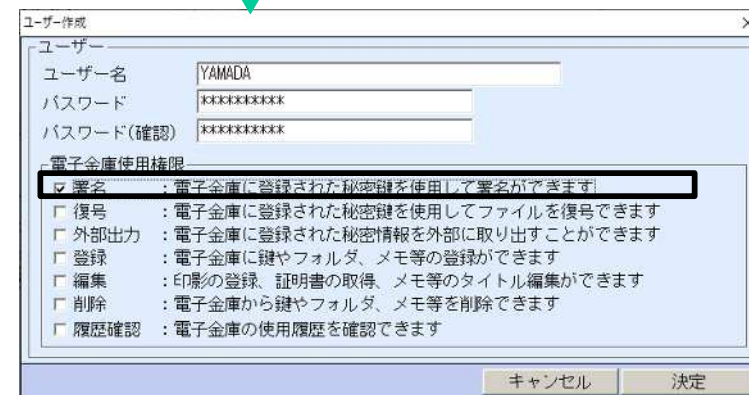 ユーザー作成
ユーザー
ユーザー名 YAMADA
パスワード **********
パスワード(確認) **********
電子金庫使用権限
署名 :電子金庫に登録された秘密鍵を使用して署名ができます
復号 :電子金庫に登録された秘密鍵を使用してファイルを復号できます
外部出力 :電子金庫に登録された秘密情報を外部に取り出すことができます
登録 :電子金庫に鍵やフォルダ、メモ等の登録ができます
編集 :印影の登録、証明書の取得、メモ等のタイトル編集ができます
削除 :電子金庫から鍵やフォルダ、メモ等を削除できます
履歴確認 :電子金庫の使用履歴を確認できます
キャンセル 決定